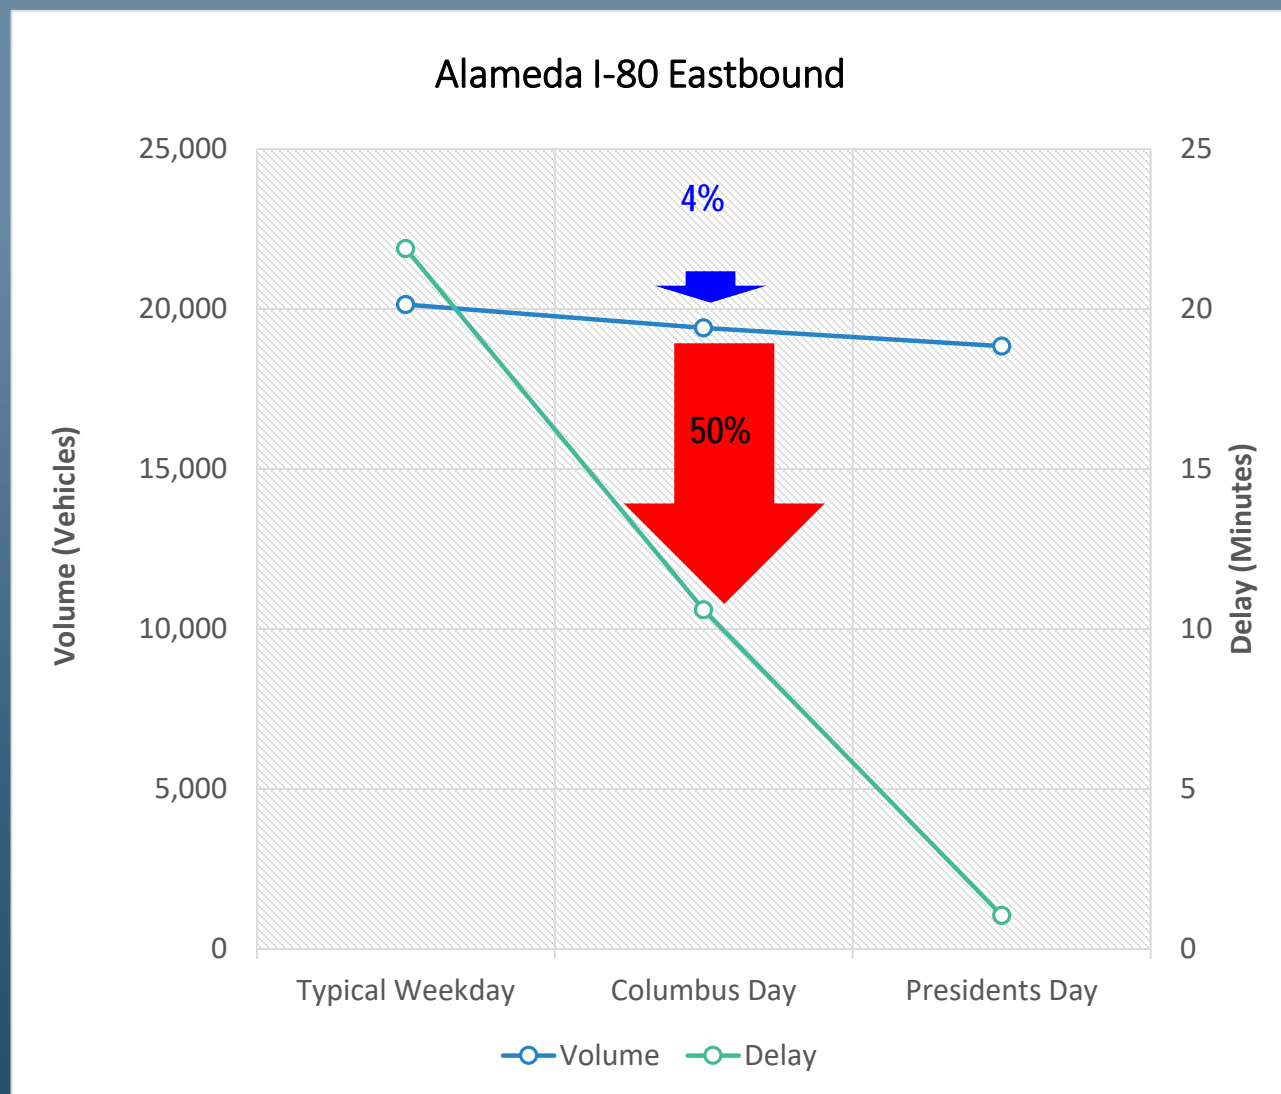 Alameda I-80 Eastbound
25,000
20,000
15,000
10,000
5,000
0
Volume (Vehicles)
4%
50%
25
20
15
10
5
0
Delay (Minutes)
Typical Weekday
Columbus Day
Presidents Day
Volume
Delay